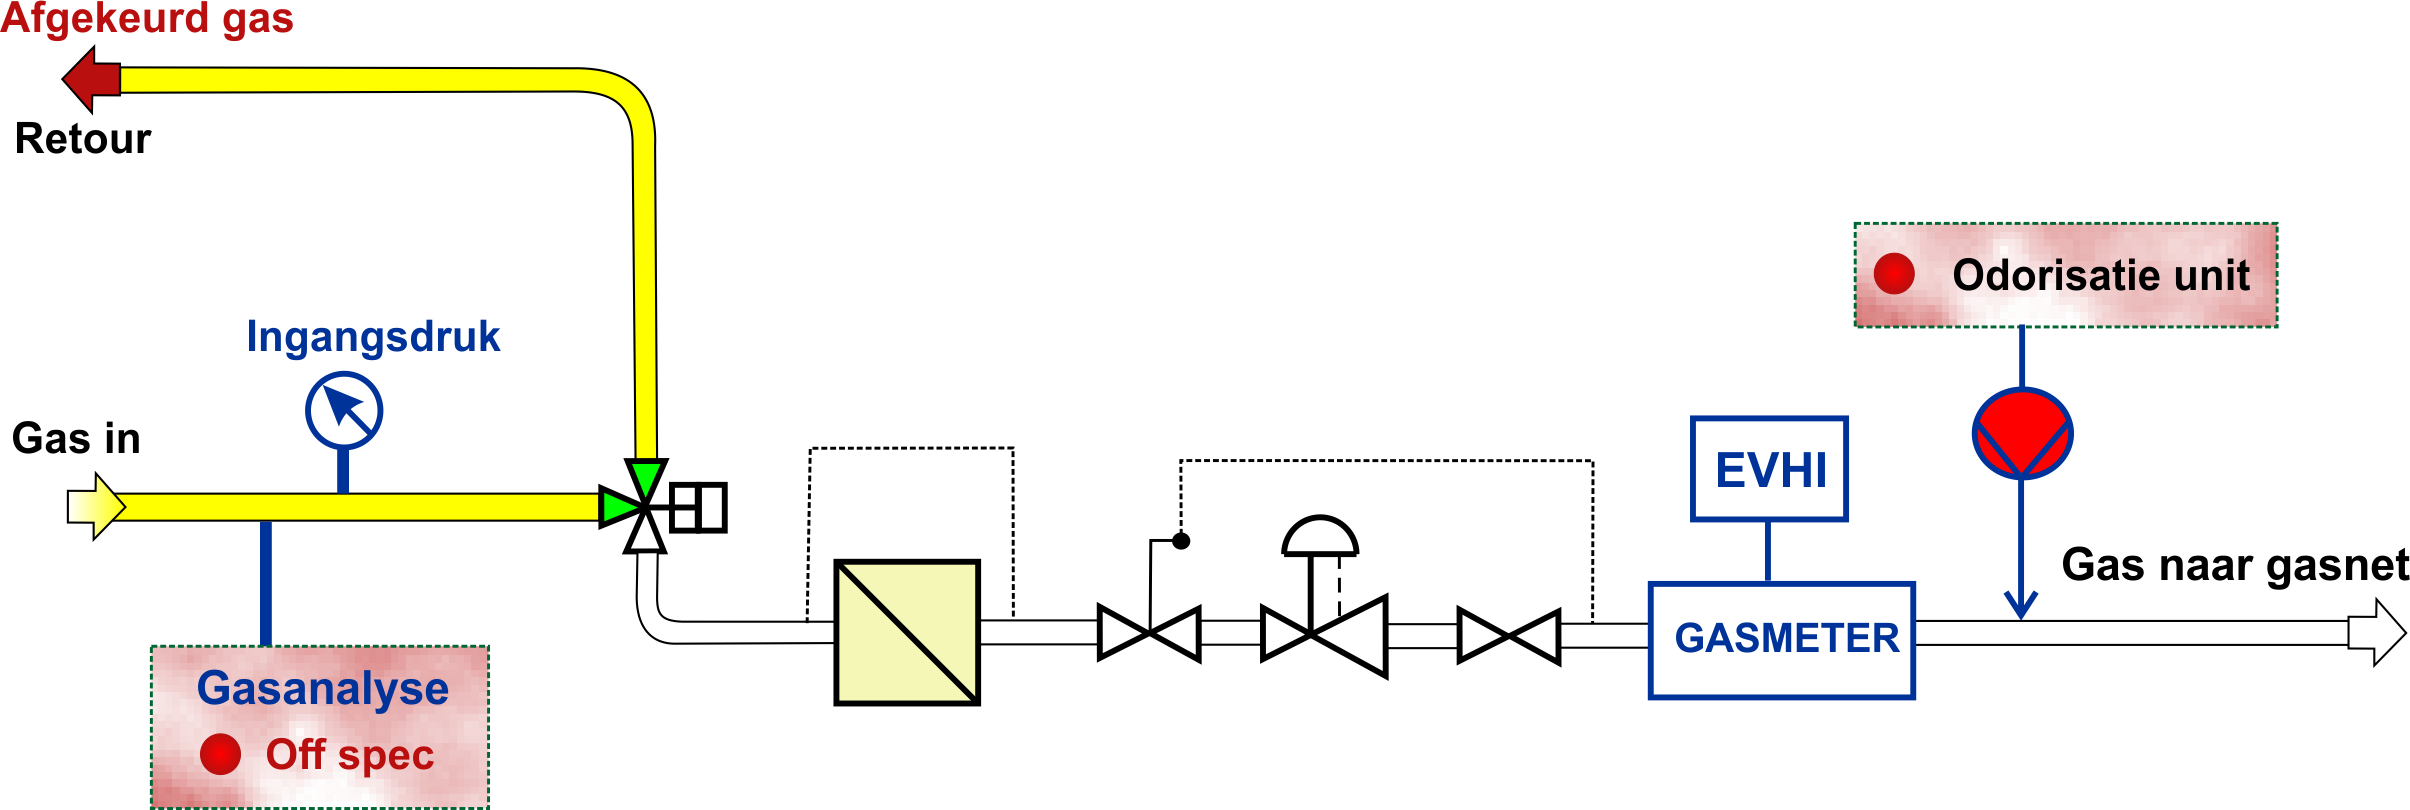 Afgekeurd gas
Retour
Ingangsdruk
Gas in
Gasanalyse
Off spec
Odorisatie unit
EVHI
GASMETER
Gas naar gasnet